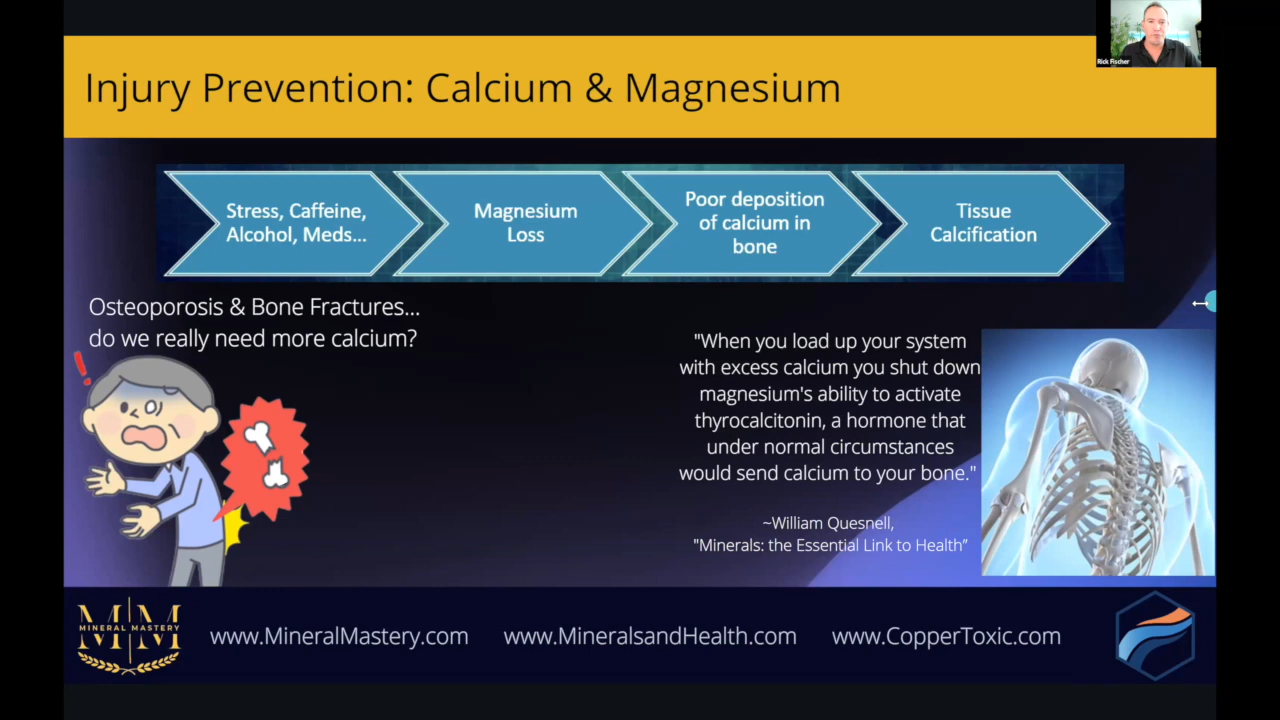 Rick Fischer
Injury Prevention: Calcium & Magnesium
Stress, Caffeine,
Alcohol, Meds...
Magnesium
Loss
Poor deposition
of calcium in
bone
Tissue
Calcification
Osteoporosis & Bone Fractures...
do we really need more calcium?
"When you load up your system
with excess calcium you shut down
magnesium's ability to activate
thyrocalcitonin, a hormone that
under normal circumstances
would send calcium to your bone."
~William Quesnell,
"Minerals: the Essential Link to Health”
MM
MINERAL MASTERY
www.MineralMastery.com
www.MineralsandHealth.com
www.CopperToxic.com